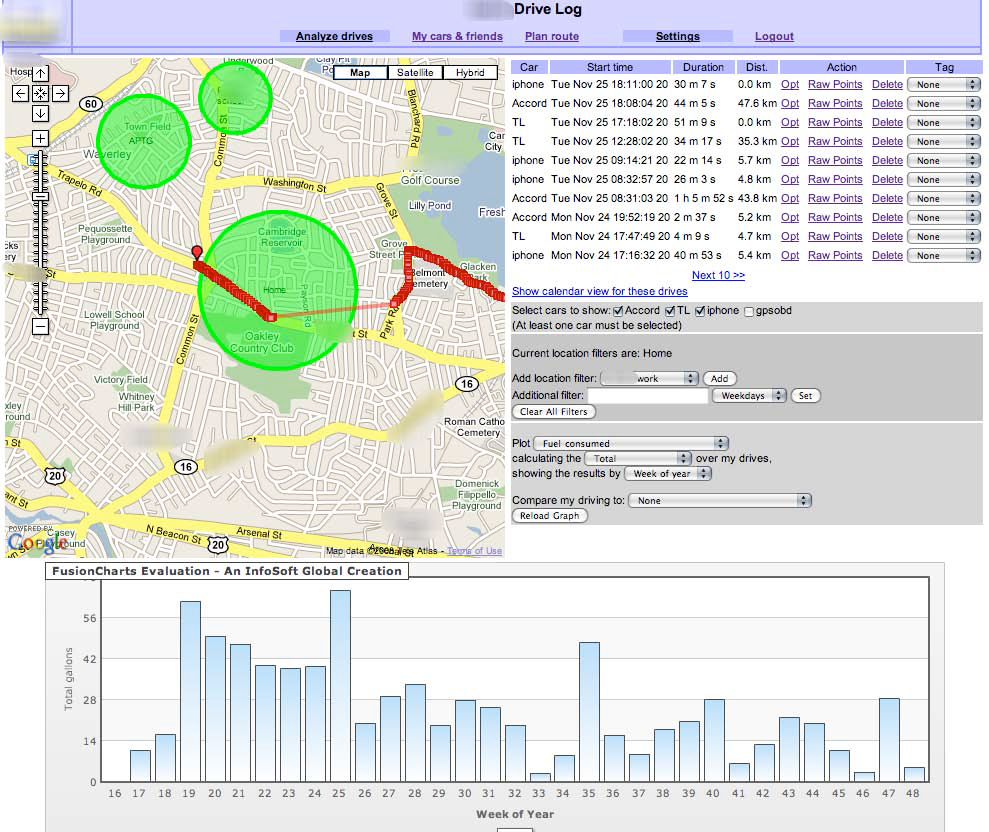 Drive Log
Analyze drives My cars & friends Plan route Settings Logout
Map Satellite Hybrid
60
Town Field
APTG
Waverley
Common St
Trapelo Rd
Washington St
Blanchard Rd
Grove St
Golf Course
Lilly Pond
Fresh
Pequossette
Playground
Cambridge
Reservoir
Grove
Street
Belmont
Cemetery
Glacken
Home
Payson Rd
Park Rd
Lowell School
Playground
Oakley
Country Club
Common St
Victory Field
Whitney
Hill Park
16
Roman Catho
Cemetery
16
20
Domenick
Filippello
Playground
N Beacon St
20
Arsenal St
POWERED BY
Google
Casey
Playground
Map data ©2008 Tele Atlas - Terms of Use
Car Start time Duration Dist. Action Tag
iphone Tue Nov 25 18:11:00 20 30 m 7 s 0.0 km Opt Raw Points Delete None
Accord Tue Nov 25 18:08:04 20 44 m 5 s 47.6 km Opt Raw Points Delete None
TL Tue Nov 25 17:18:02 20 51 m 9 s 0.0 km Opt Raw Points Delete None
TL Tue Nov 25 12:28:02 20 34 m 17 s 35.3 km Opt Raw Points Delete None
iphone Tue Nov 25 09:14:21 20 22 m 14 s 5.7 km Opt Raw Points Delete None
iphone Tue Nov 25 08:32:57 20 26 m 3 s 4.8 km Opt Raw Points Delete None
Accord Tue Nov 25 08:31:03 20 1 h 5 m 52 s 43.8 km Opt Raw Points Delete None
Accord Mon Nov 24 19:52:19 20 2 m 37 s 5.2 km Opt Raw Points Delete None
TL Mon Nov 24 17:47:49 20 4 m 9 s 4.7 km Opt Raw Points Delete None
iphone Mon Nov 24 17:16:32 20 40 m 53 s 5.4 km Opt Raw Points Delete None
Next 10 >>
Show calendar view for these drives
Select cars to show: Accord TL iphone gpsobd
(At least one car must be selected)
Current location filters are: Home
Add location filter: work Add
Additional filter: Weekdays Set
Clear All Filters
Plot Fuel consumed
calculating the Total over my drives,
showing the results by Week of year
Compare my driving to: None
Reload Graph
FusionCharts Evaluation - An InfoSoft Global Creation
56
42
28
14
0
Total gallons
16 17 18 19 20 21 22 23 24 25 26 27 28 29 30 31 32 33 34 35 36 37 38 39 40 41 42 43 44 45 46 47 48
Week of Year